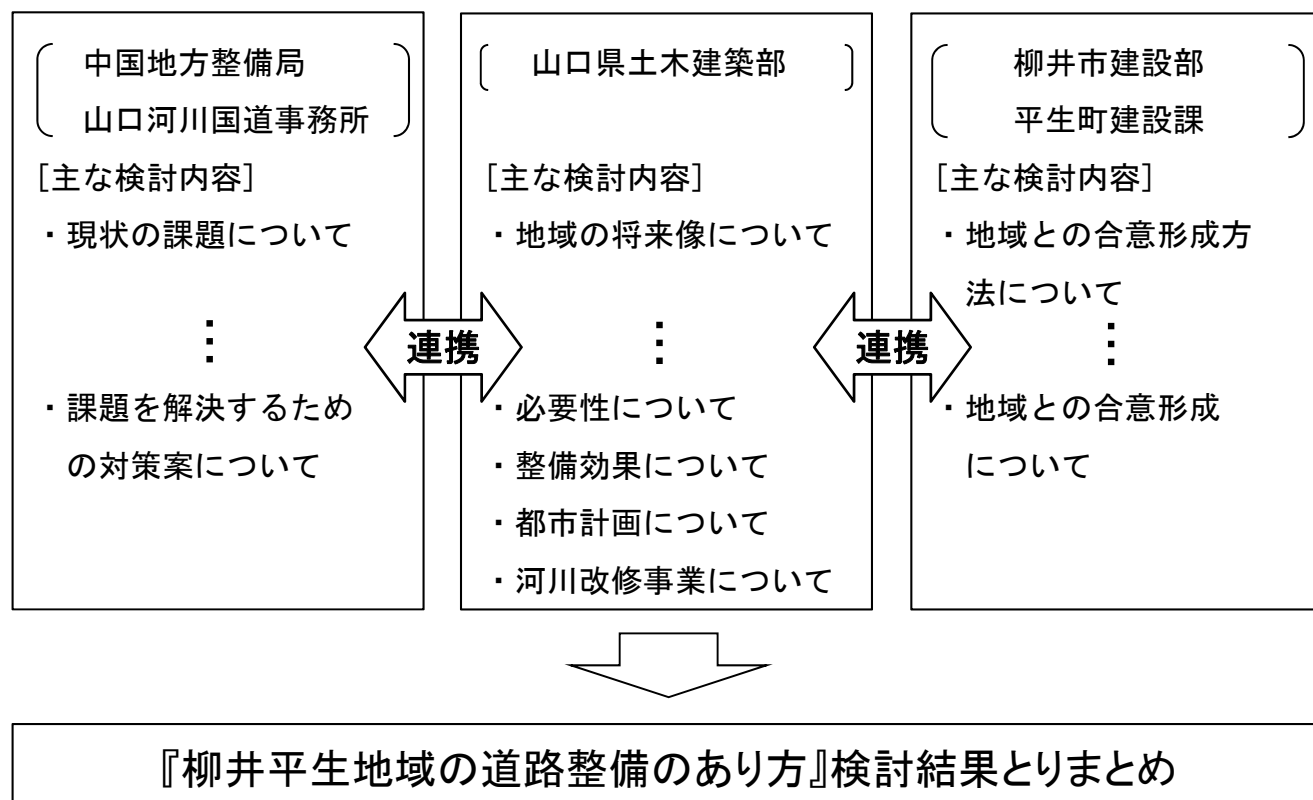 中国地方整備局
山口河川国道事務所
[主な検討内容]
・現状の課題について
⋮
・課題を解決するため
の対策案について
連携
山口県土木建築部
[主な検討内容]
・地域の将来像について
⋮
・必要性について
・整備効果について
・都市計画について
・河川改修事業について
連携
柳井市建設部
平生町建設課
[主な検討内容]
・地域との合意形成方
法について
⋮
・地域との合意形成
について
『柳井平生地域の道路整備のあり方』検討結果とりまとめ